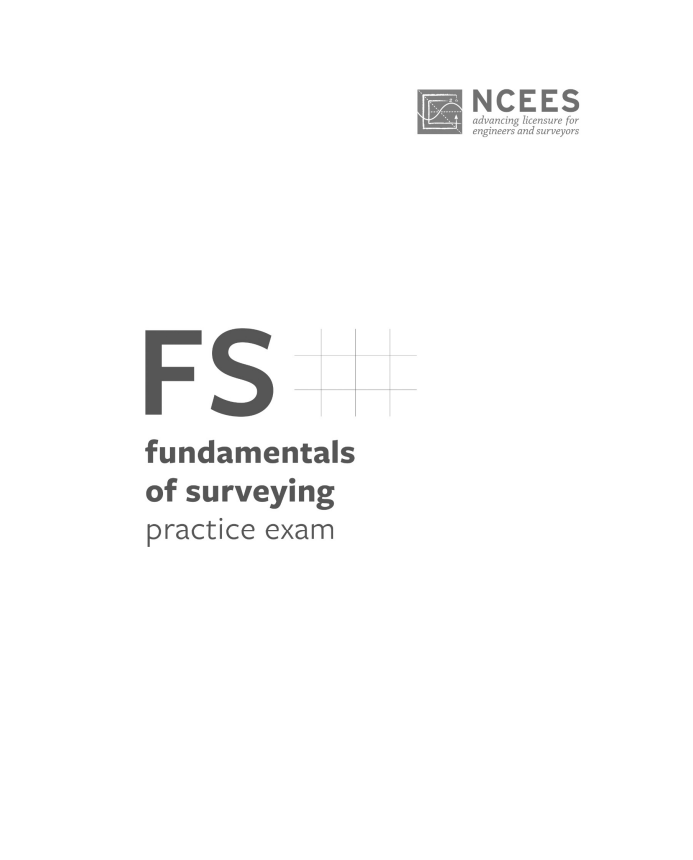 NCEES
advancing licensure for
engineers and surveyors
FS
fundamentals
of surveying
practice exam